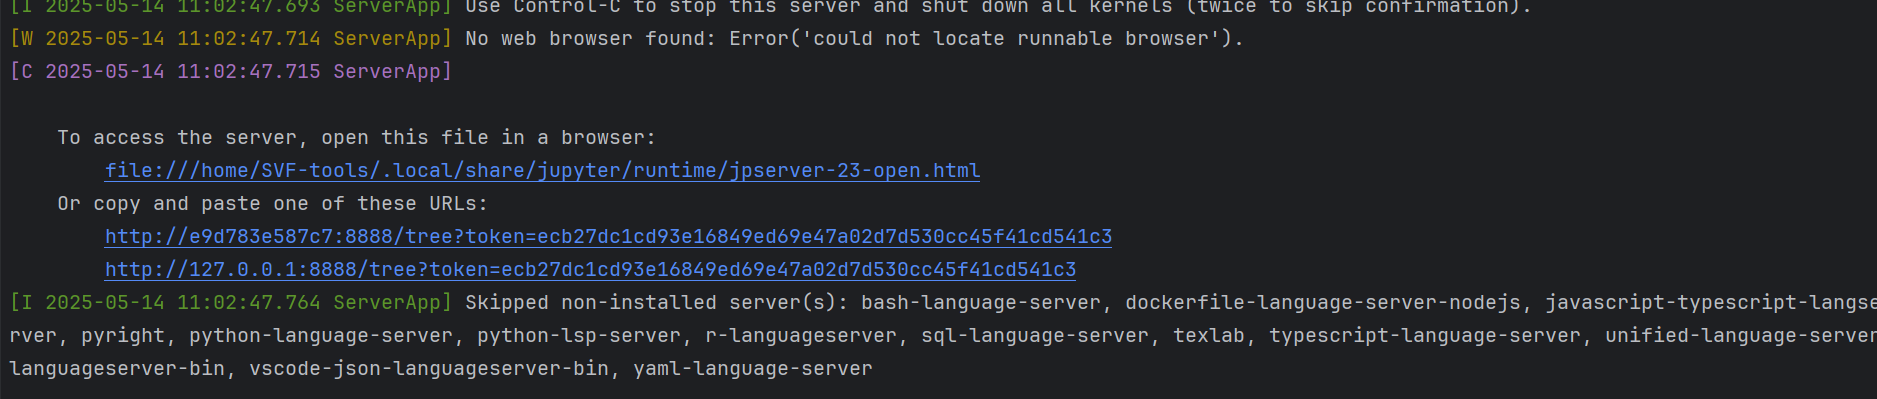 [I 2025-05-14 11:02:47.693 ServerApp] Use Control-C to stop this server and shut down all kernels (twice to skip confirmation).
[W 2025-05-14 11:02:47.714 ServerApp] No web browser found: Error('could not locate runnable browser').
[C 2025-05-14 11:02:47.715 ServerApp]
To access the server, open this file in a browser:
file:///home/SVF-tools/.local/share/jupyter/runtime/jpserver-23-open.html
Or copy and paste one of these URLs:
http://e9d783e587c7:8888/tree?token=ecb27dc1cd93e16849ed69e47a02d7d530cc45f41cd541c3
http://127.0.0.1:8888/tree?token=ecb27dc1cd93e16849ed69e47a02d7d530cc45f41cd541c3
[I 2025-05-14 11:02:47.764 ServerApp] Skipped non-installed server(s): bash-language-server, dockerfile-language-server-nodejs, javascript-typescript-langse
rver, pyright, python-language-server, python-lsp-server, r-languageserver, sql-language-server, texlab, typescript-language-server, unified-language-server
languageserver-bin, vscode-json-languageserver-bin, yaml-language-server